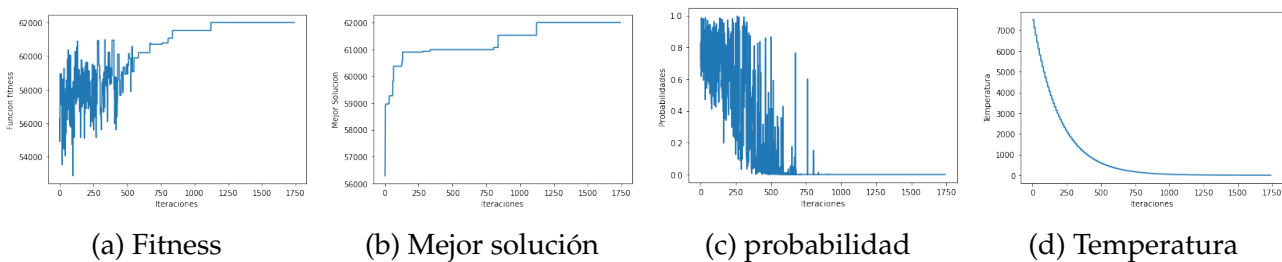 62000
60000
58000
56000
54000
Funcion fitness
0 250 500 750 1000 1250 1500 1750
Iteraciones
(a) Fitness
62000
61000
60000
59000
58000
57000
56000
Mejor Solucion
0 250 500 750 1000 1250 1500 1750
Iteraciones
(b) Mejor solución
1.0
0.8
0.6
0.4
0.2
0.0
Probabilidades
0 250 500 750 1000 1250 1500 1750
Iteraciones
(c) probabilidad
7000
6000
5000
4000
3000
2000
1000
0
Temperatura
0 250 500 750 1000 1250 1500 1750
Iteraciones
(d) Temperatura